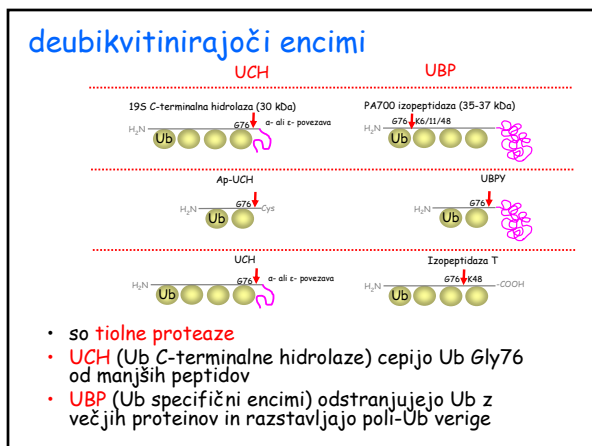 deubikvitinirajoči encimi
UCH UBP
19S C-terminalna hidrolaza (30 kDa) PA700 izopeptidaza (35-37 kDa)
G76 α- ali ε- povezava G76 K6/11/48
H₂N Ub H₂N Ub
Ap-UCH UBPY
G76 G76
H₂N Cys H₂N
Ub Ub
UCH Izopeptidaza T
G76 α- ali ε- povezava G76 K48
H₂N Ub H₂N Ub -COOH
• so tiolne proteaze
• UCH (Ub C-terminalne hidrolaze) cepijo Ub Gly76
od manjših peptidov
• UBP (Ub specifični encimi) odstranjujejo Ub z
večjih proteinov in razstavljajo poli-Ub verige